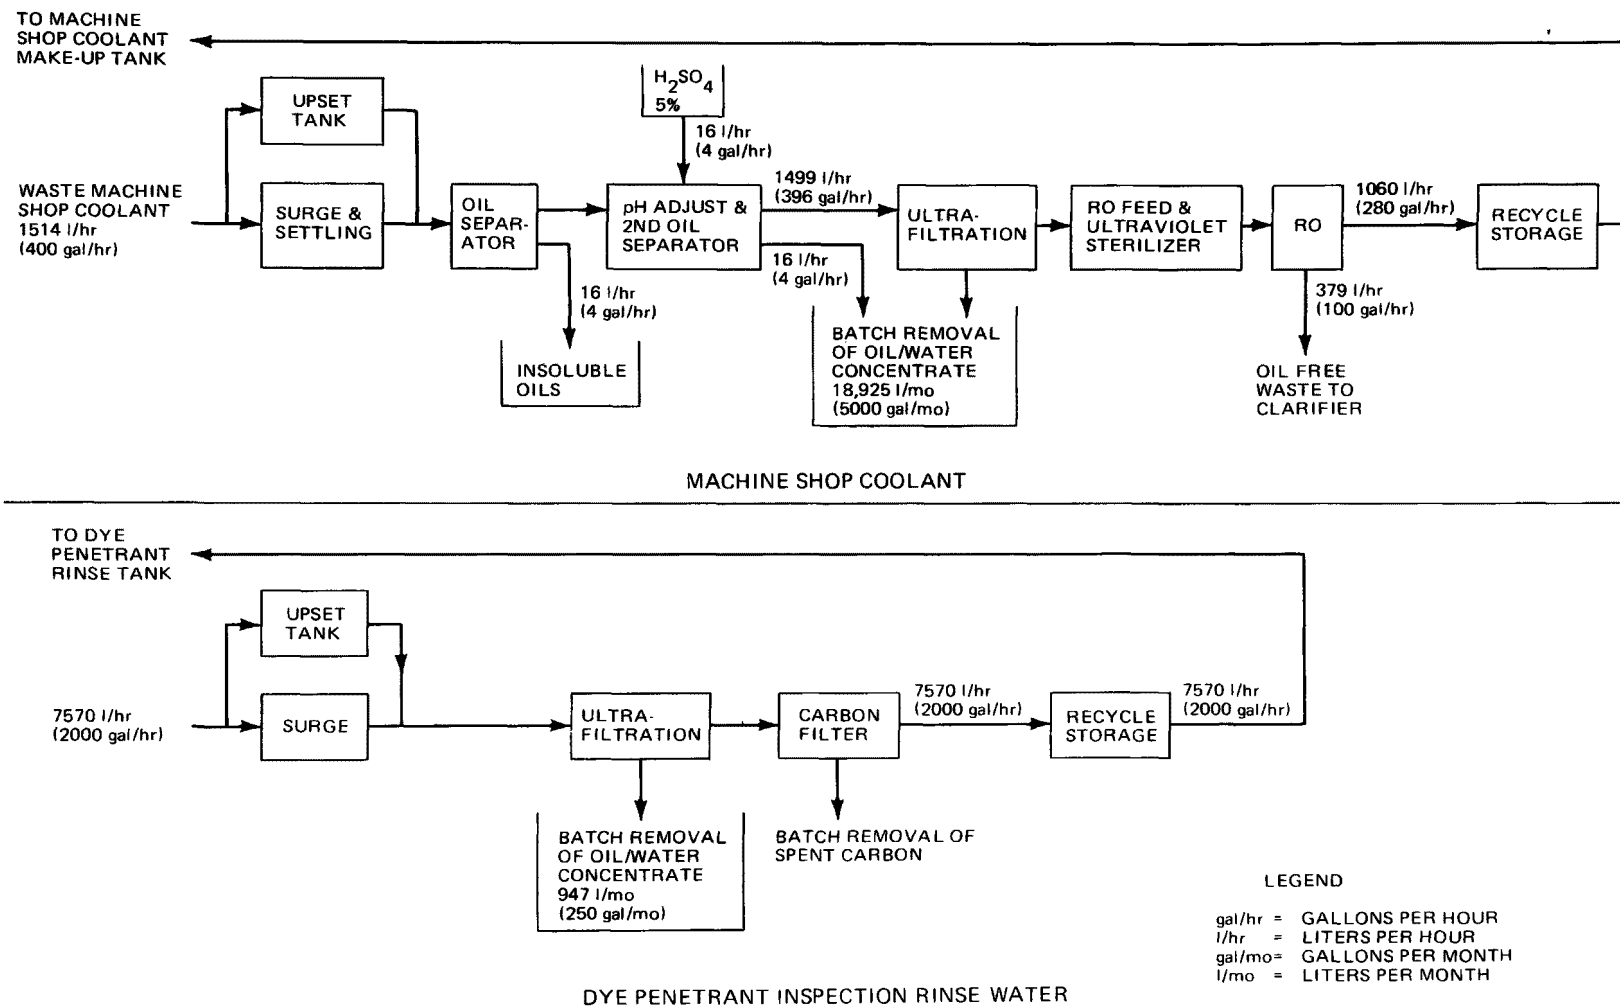 TO MACHINE
SHOP COOLANT
MAKE-UP TANK
H2SO4
5%
UPSET
TANK
16 l/hr
(4 gal/hr)
WASTE MACHINE
SHOP COOLANT
1514 l/hr
(400 gal/hr)
SURGE &
SETTLING
OIL
SEPAR-
ATOR
pH ADJUST &
2ND OIL
SEPARATOR
1499 l/hr
(396 gal/hr)
16 l/hr
(4 gal/hr)
ULTRA-
FILTRATION
RO FEED &
ULTRAVIOLET
STERILIZER
RO
1060 l/hr
(280 gal/hr)
RECYCLE
STORAGE
16 l/hr
(4 gal/hr)
INSOLUBLE
OILS
BATCH REMOVAL
OF OIL/WATER
CONCENTRATE
18,925 l/mo
(5000 gal/mo)
379 l/hr
(100 gal/hr)
OIL FREE
WASTE TO
CLARIFIER
MACHINE SHOP COOLANT
TO DYE
PENETRANT
RINSE TANK
UPSET
TANK
7570 l/hr
(2000 gal/hr)
SURGE
ULTRA-
FILTRATION
CARBON
FILTER
7570 l/hr
(2000 gal/hr)
RECYCLE
STORAGE
7570 l/hr
(2000 gal/hr)
BATCH REMOVAL
OF OIL/WATER
CONCENTRATE
947 l/mo
(250 gal/mo)
BATCH REMOVAL OF
SPENT CARBON
LEGEND
gal/hr = GALLONS PER HOUR
l/hr = LITERS PER HOUR
gal/mo= GALLONS PER MONTH
l/mo = LITERS PER MONTH
DYE PENETRANT INSPECTION RINSE WATER